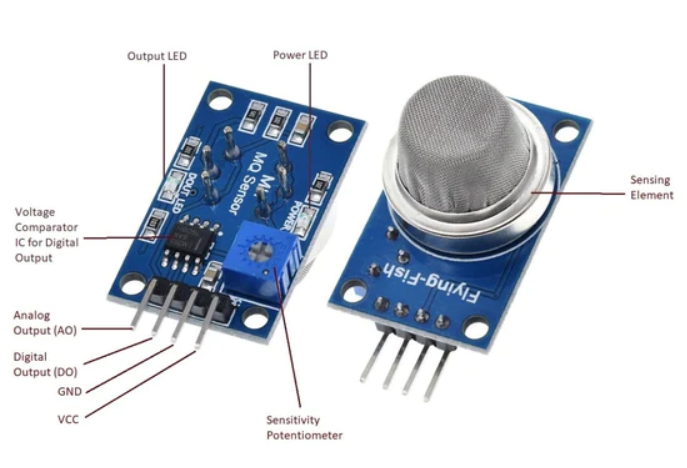 Output LED
Power LED
MQ Sensor
DOUT LED
POWER
Flying-Fish
Sensing
Element
Voltage
Comparator
IC for Digital
Output
Analog
Output (AO)
Digital
Output (DO)
GND
VCC
Sensitivity
Potentiometer